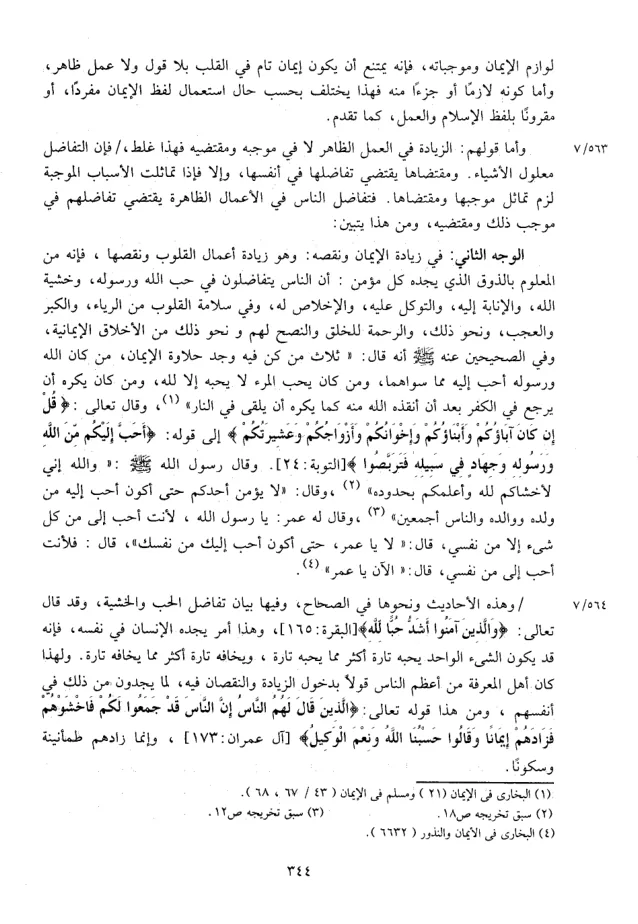 لوازم الإيمان وموجباته، فإنه يمتنع أن يكون إيمان تام في القلب بلا قول ولا عمل ظاهر،
وأما كونه لازمًا أو جزءًا منه فهذا يختلف بحسب حال استعمال لفظ الإيمان مفردًا، أو
مقرونًا بلفظ الإسلام والعمل، كما تقدم.
٧/٥٦٣ وأما قولهم: الزيادة في العمل الظاهر لا في موجبه ومقتضيه فهذا غلط،/ فإن التفاضل
معلول الأشياء. ومقتضاها يقتضي تفاضلها في أنفسها، وإلا فإذا تماثلت الأسباب الموجبة
لزم تماثل موجبها ومقتضاها. فتفاضل الناس في الأعمال الظاهرة يقتضي تفاضلهم في
موجب ذلك ومقتضيه، ومن هذا يتبين:
الوجه الثاني: في زيادة الإيمان ونقصه: وهو زيادة أعمال القلوب ونقصها ، فإنه من
المعلوم بالذوق الذي يجده كل مؤمن : أن الناس يتفاضلون في حب الله ورسوله، وخشية
الله، والإنابة إليه، والتوكل عليه، والإخلاص له، وفي سلامة القلوب من الرياء، والكبر
والعجب، ونحو ذلك، والرحمة للخلق والنصح لهم و نحو ذلك من الأخلاق الإيمانية،
وفي الصحيحين عنه ﷺ أنه قال: « ثلاث من كن فيه وجد حلاوة الإيمان، من كان الله
ورسوله أحب إليه مما سواهما، ومن كان يحب المرء لا يحبه إلا لله، ومن كان يكره أن
يرجع في الكفر بعد أن أنقذه الله منه كما يكره أن يلقى في النار» (١)، وقال تعالى :﴿ قُلْ
إِن كَانَ آبَاؤُكُمْ وَأَبْنَاؤُكُمْ وَإِخْوَانُكُمْ وَأَزْوَاجُكُمْ وَعَشِيرَتُكُمْ ﴾ إلى قوله: ﴿أَحَبَّ إِلَيْكُم مِّنَ اللَّهِ
وَرَسُولِهِ وَجِهَادٍ فِي سَبِيلِهِ فَتَرَبَّصُوا ﴾[التوبة:٢٤]. وقال رسول الله ﷺ :« والله إني
لأخشاكم لله وأعلمكم بحدوده» (٢) ،وقال: «لا يؤمن أحدكم حتى أكون أحب إليه من
ولده ووالده والناس أجمعين» (٣) ،وقال له عمر: يا رسول الله ، لأنت أحب إلى من كل
شىء إلا من نفسي، قال:« لا يا عمر، حتى أكون أحب إليك من نفسك»، قال : فلأنت
أحب إلى من نفسي، قال:« الآن يا عمر» (٤).
٧/٥٦٤ / وهذه الأحاديث ونحوها في الصحاح، وفيها بيان تفاضل الحب والخشية، وقد قال
تعالى: ﴿وَالَّذِينَ آمَنُوا أَشَدُّ حُبًّا لِّلَّهِ﴾[البقرة:١٦٥]، وهذا أمر يجده الإنسان في نفسه، فإنه
قد يكون الشىء الواحد يحبه تارة أكثر مما يحبه تارة ، ويخافه تارة أكثر مما يخافه تارة. ولهذا
كان أهل المعرفة من أعظم الناس قولاً بدخول الزيادة والنقصان فيه، لما يجدون من ذلك في
أنفسهم ، ومن هذا قوله تعالى:﴿الَّذِينَ قَالَ لَهُمُ النَّاسُ إِنَّ النَّاسَ قَدْ جَمَعُوا لَكُمْ فَاخْشَوْهُمْ
فَزَادَهُمْ إِيمَانًا وَقَالُوا حَسْبُنَا اللَّهُ وَنِعْمَ الْوَكِيلُ﴾ [آل عمران:١٧٣] ، وإنما زادهم طمأنينة
وسكونًا.
(١) البخارى فى الإيمان (٢١) ومسلم فى الإيمان ( ٤٣ / ٦٧ ، ٦٨ ).
(٢) سبق تخريجه ص١٨. (٣) سبق تخريجه ص١٢.
(٤) البخارى فى الأيمان والنذور ( ٦٦٣٢ ).
٣٤٤